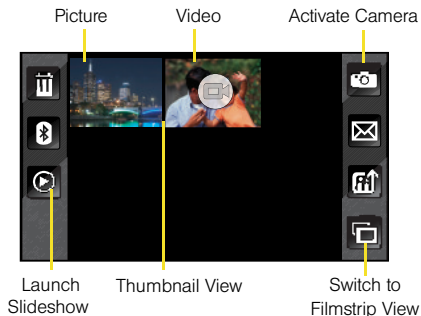 Picture
Video
Activate Camera
Launch
Slideshow
Thumbnail View
Switch to
Filmstrip View